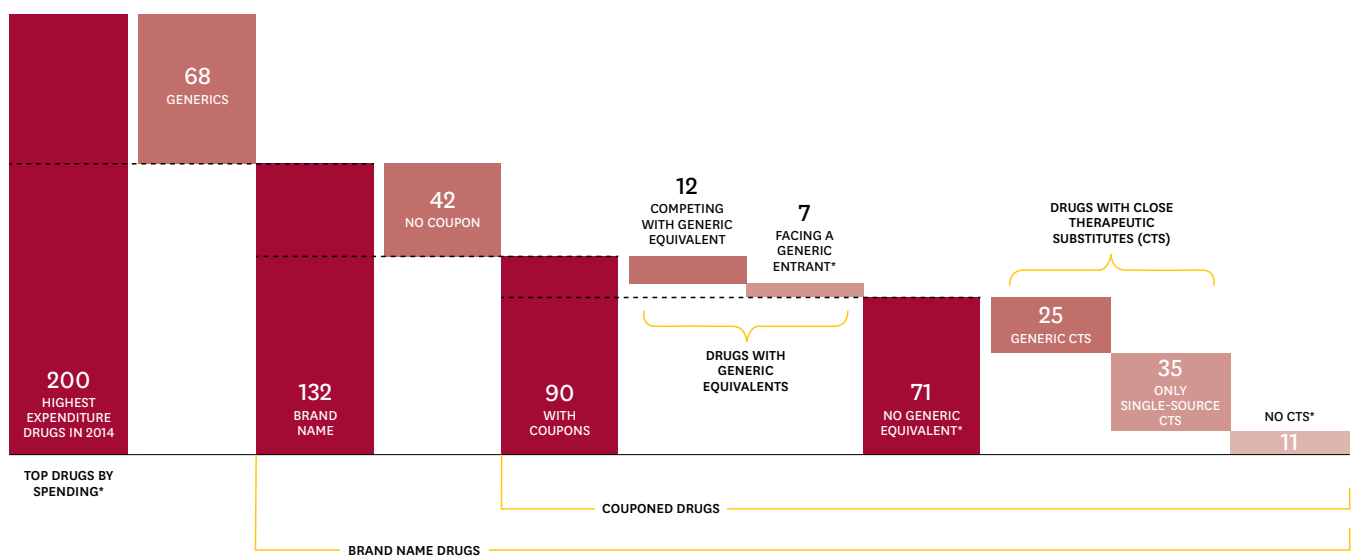 68
GENERICS
42
NO COUPON
12
COMPETING
WITH GENERIC
EQUIVALENT
7
FACING A
GENERIC
ENTRANT*
DRUGS WITH CLOSE
THERAPEUTIC
SUBSTITUTES (CTS)
25
GENERIC CTS
35
ONLY
SINGLE-SOURCE
CTS
NO CTS*
11
DRUGS WITH
GENERIC
EQUIVALENTS
200
HIGHEST
EXPENDITURE
DRUGS IN 2014
132
BRAND
NAME
90
WITH
COUPONS
71
NO GENERIC
EQUIVALENT*
TOP DRUGS BY
SPENDING*
COUPONED DRUGS
BRAND NAME DRUGS